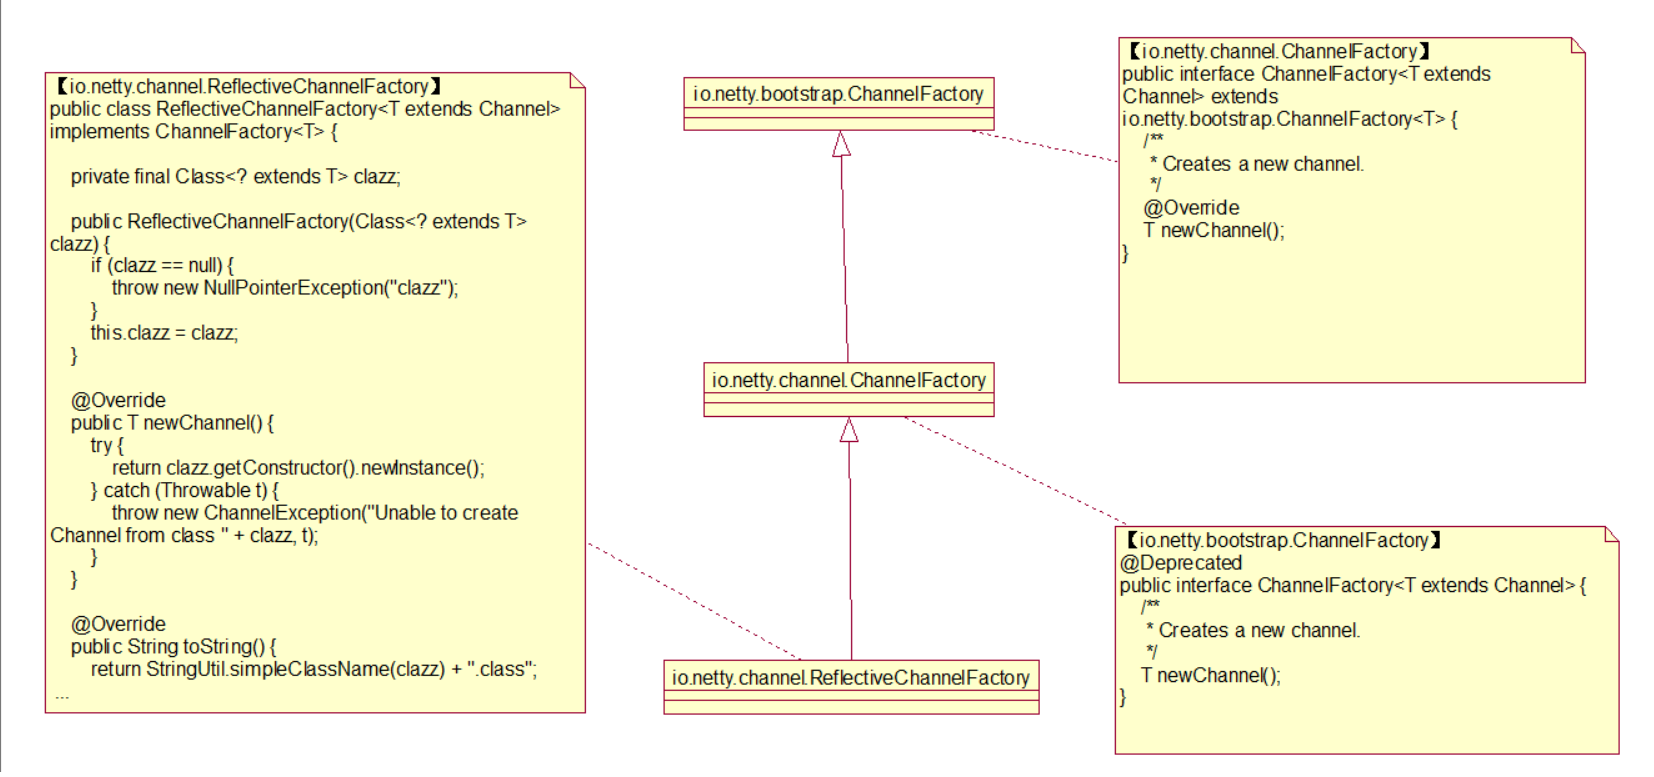 【io.netty.channel.ReflectiveChannelFactory】
public class ReflectiveChannelFactory<T extends Channel>
implements ChannelFactory<T> {
private final Class<? extends T> clazz;
public ReflectiveChannelFactory(Class<? extends T>
clazz) {
if (clazz == null) {
throw new NullPointerException("clazz");
}
this.clazz = clazz;
}
@Override
public T newChannel() {
try {
return clazz.getConstructor().newInstance();
} catch (Throwable t) {
throw new ChannelException("Unable to create
Channel from class " + clazz, t);
}
}
@Override
public String toString() {
return StringUtil.simpleClassName(clazz) + ".class";
...
io.netty.bootstrap.ChannelFactory
io.netty.channel.ChannelFactory
io.netty.channel.ReflectiveChannelFactory
【io.netty.channel.ChannelFactory】
public interface ChannelFactory<T extends
Channel> extends
io.netty.bootstrap.ChannelFactory<T> {
/**
* Creates a new channel.
*/
@Override
T newChannel();
}
【io.netty.bootstrap.ChannelFactory】
@Deprecated
public interface ChannelFactory<T extends Channel> {
/**
* Creates a new channel.
*/
T newChannel();
}